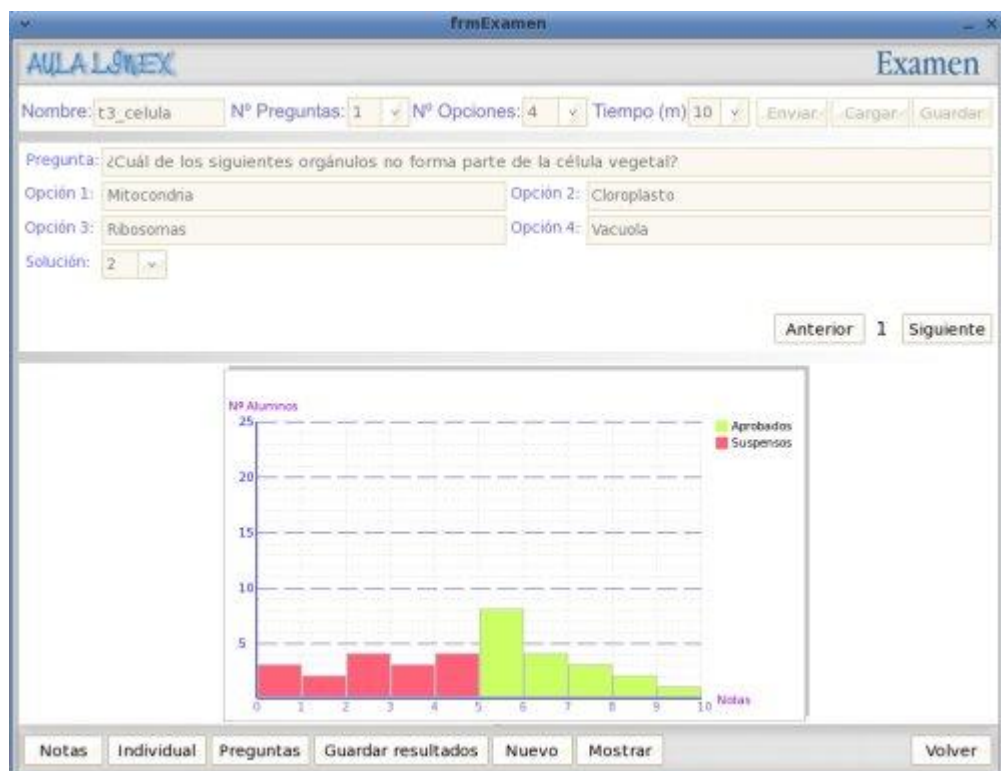 frmExamen
AULA LINEX
Examen
Nombre: t3_celula Nº Preguntas: 1 Nº Opciones: 4 Tiempo (m) 10 Enviar Cargar Guardar
Pregunta: ¿Cuál de los siguientes orgánulos no forma parte de la célula vegetal?
Opción 1: Mitocondria Opción 2: Cloroplasto
Opción 3: Ribosomas Opción 4: Vacuola
Solución: 2
Anterior 1 Siguiente
Nº Alumnos
25
20
15
10
5
Aprobados
Suspensos
0 1 2 3 4 5 6 7 8 9 10 Notas
Notas Individual Preguntas Guardar resultados Nuevo Mostrar Volver